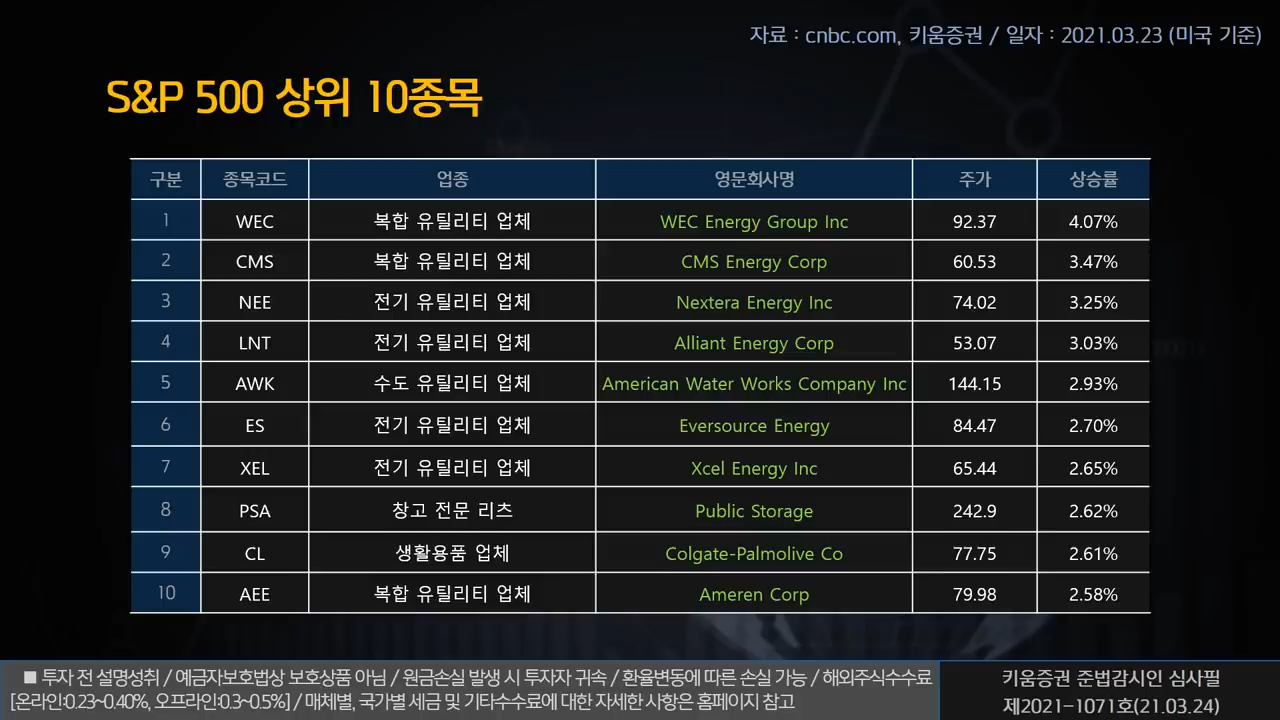 자료 : cnbc.com, 키움증권 / 일자 : 2021.03.23 (미국 기준)
S&P 500 상위 10종목
구분 종목코드 업종 영문회사명 주가 상승률
1 WEC 복합 유틸리티 업체 WEC Energy Group Inc 92.37 4.07%
2 CMS 복합 유틸리티 업체 CMS Energy Corp 60.53 3.47%
3 NEE 전기 유틸리티 업체 Nextera Energy Inc 74.02 3.25%
4 LNT 전기 유틸리티 업체 Alliant Energy Corp 53.07 3.03%
5 AWK 수도 유틸리티 업체 American Water Works Company Inc 144.15 2.93%
6 ES 전기 유틸리티 업체 Eversource Energy 84.47 2.70%
7 XEL 전기 유틸리티 업체 Xcel Energy Inc 65.44 2.65%
8 PSA 창고 전문 리츠 Public Storage 242.9 2.62%
9 CL 생활용품 업체 Colgate-Palmolive Co 77.75 2.61%
10 AEE 복합 유틸리티 업체 Ameren Corp 79.98 2.58%
■ 투자 전 설명성취 / 예금자보호법상 보호상품 아님 / 원금손실 발생 시 투자자 귀속 / 환율변동에 따른 손실 가능 / 해외주식수수료
[온라인:0.23~0.40%, 오프라인:0.3~0.5%] / 매체별, 국가별 세금 및 기타수수료에 대한 자세한 사항은 홈페이지 참고
키움증권 준법감시인 심사필
제2021-1071호(21.03.24)